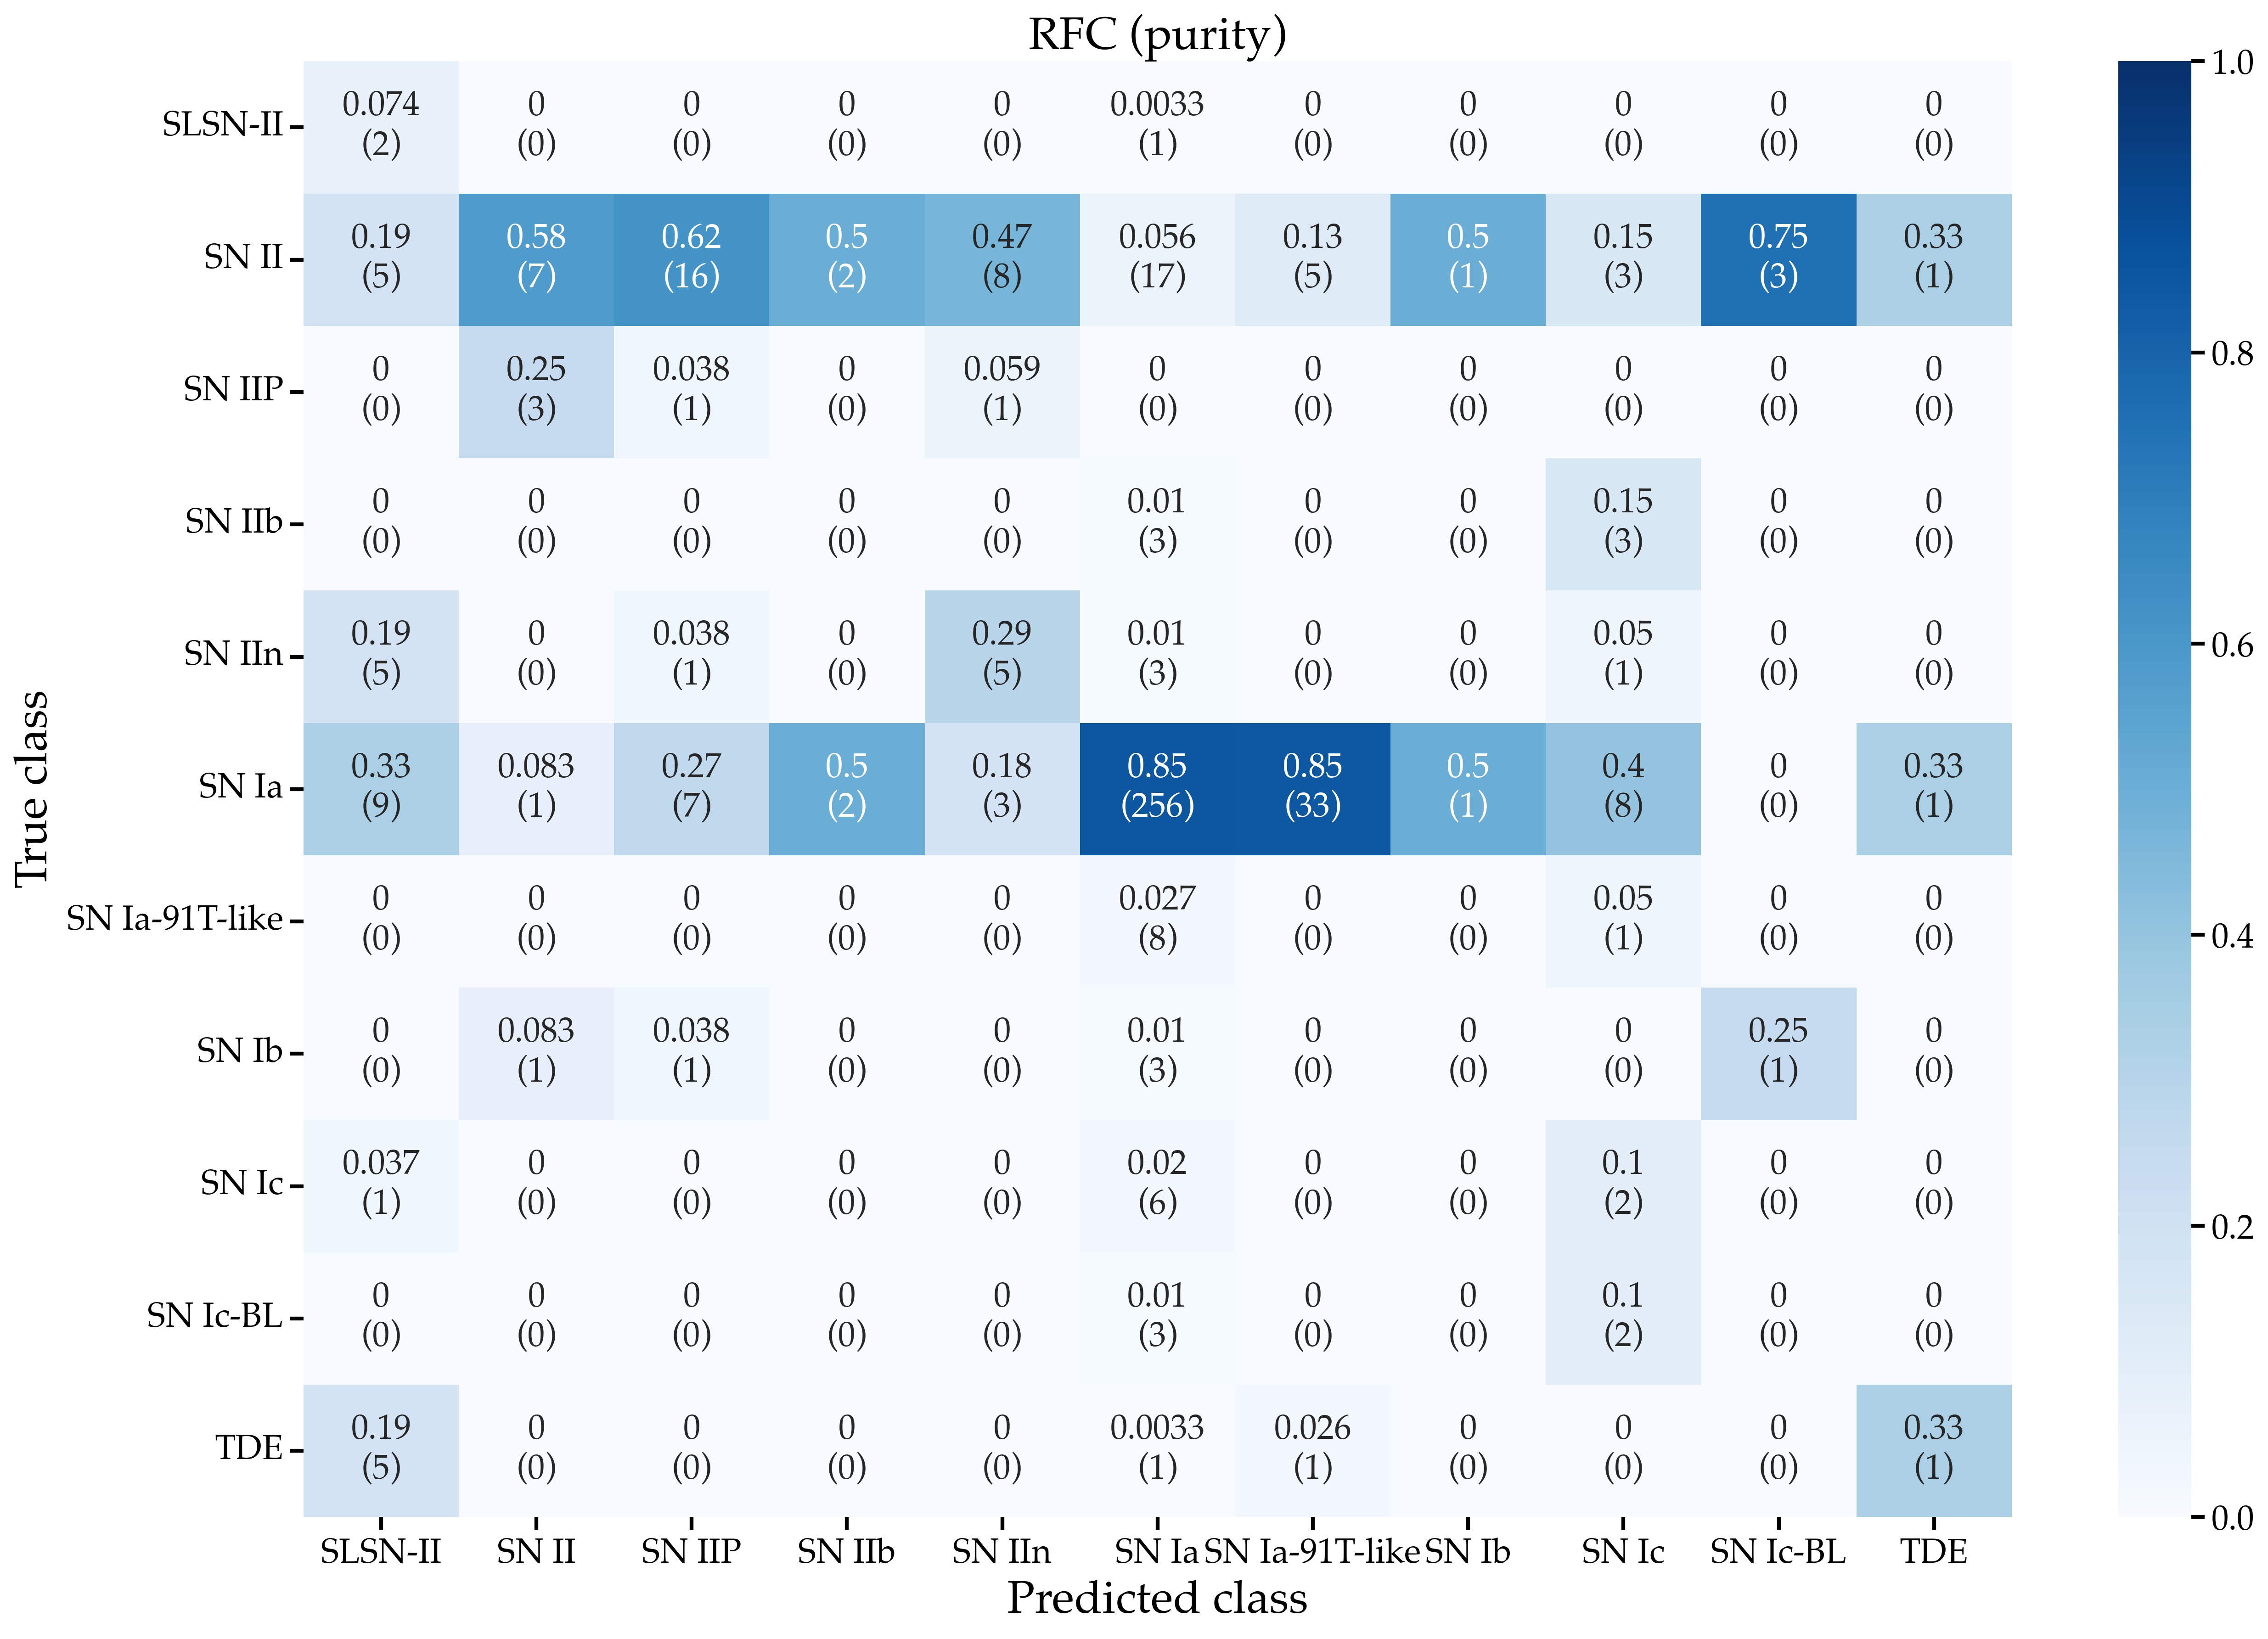 RFC (purity)
1.0
SLSN-II 0.074 0 0 0 0 0.0033 0 0 0 0 0
(2) (0) (0) (0) (0) (1) (0) (0) (0) (0) (0)
SN II 0.19 0.58 0.62 0.5 0.47 0.056 0.13 0.5 0.15 0.75 0.33
(5) (7) (16) (2) (8) (17) (5) (1) (3) (3) (1)
0.8
SN IIP 0 0.25 0.038 0 0.059 0 0 0 0 0 0
(0) (3) (1) (0) (1) (0) (0) (0) (0) (0) (0)
SN IIb 0 0 0 0 0 0.01 0 0 0.15 0 0
(0) (0) (0) (0) (0) (3) (0) (0) (3) (0) (0)
0.6
SN IIn 0.19 0 0.038 0 0.29 0.01 0 0 0.05 0 0
(5) (0) (1) (0) (5) (3) (0) (0) (1) (0) (0)
True class
SN Ia 0.33 0.083 0.27 0.5 0.18 0.85 0.85 0.5 0.4 0 0.33
(9) (1) (7) (2) (3) (256) (33) (1) (8) (0) (1)
SN Ia-91T-like 0 0 0 0 0 0.027 0 0 0.05 0 0
(0) (0) (0) (0) (0) (8) (0) (0) (1) (0) (0)
0.4
SN Ib 0 0.083 0.038 0 0 0.01 0 0 0 0.25 0
(0) (1) (1) (0) (0) (3) (0) (0) (0) (1) (0)
SN Ic 0.037 0 0 0 0 0.02 0 0 0.1 0 0
(1) (0) (0) (0) (0) (6) (0) (0) (2) (0) (0)
0.2
SN Ic-BL 0 0 0 0 0 0.01 0 0 0.1 0 0
(0) (0) (0) (0) (0) (3) (0) (0) (2) (0) (0)
TDE 0.19 0 0 0 0 0.0033 0.026 0 0 0 0.33
(5) (0) (0) (0) (0) (1) (1) (0) (0) (0) (1)
0.0
SLSN-II SN II SN IIP SN IIb SN IIn SN Ia SN Ia-91T-like SN Ib SN Ic SN Ic-BL TDE
Predicted class